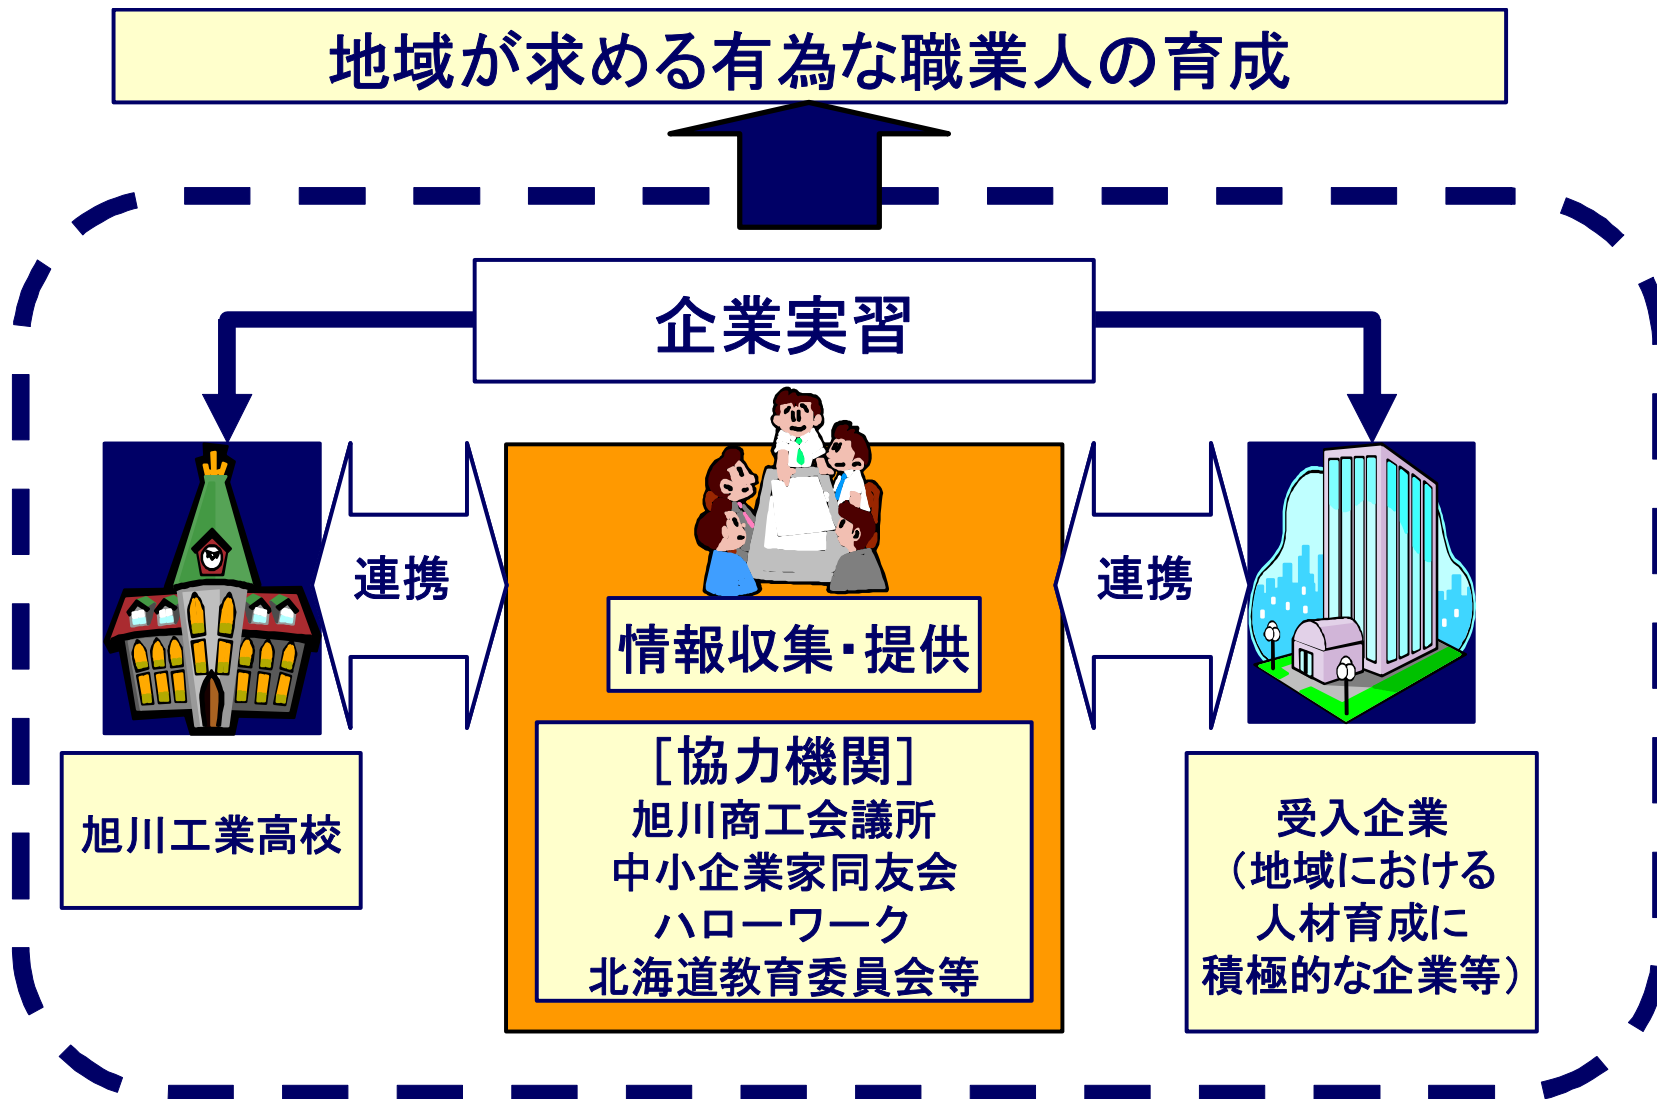 地域が求める有為な職業人の育成
企業実習
連携
連携
情報収集・提供
［協力機関］
旭川商工会議所
中小企業家同友会
ハローワーク
北海道教育委員会等
旭川工業高校
受入企業
（地域における
人材育成に
積極的な企業等）